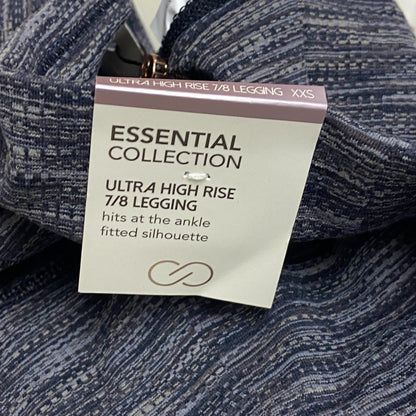 ULTRA HIGH RISE 7/8 LEGGING XXS
ESSENTIAL
COLLECTION
ULTRA HIGH RISE
7/8 LEGGING
hits at the ankle
fitted silhouette